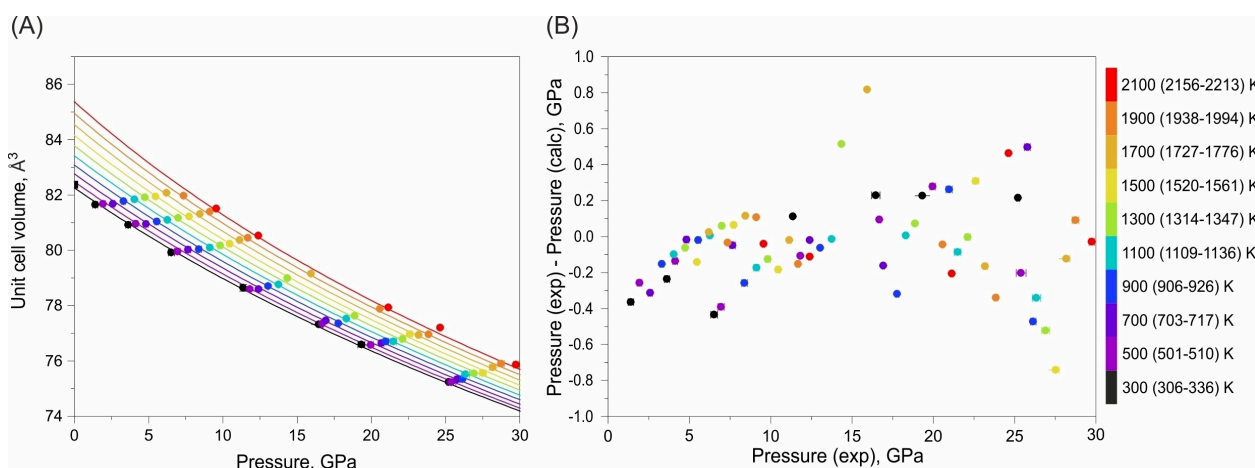 (A)
(B)
Unit cell volume, Å³
86
84
82
80
78
76
74
0
5
10
15
20
25
30
Pressure, GPa
Pressure (exp) - Pressure (calc), GPa
1.0
0.8
0.6
0.4
0.2
0.0
-0.2
-0.4
-0.6
-0.8
-1.0
0
5
10
15
20
25
30
Pressure (exp), GPa
2100 (2156-2213) K
1900 (1938-1994) K
1700 (1727-1776) K
1500 (1520-1561) K
1300 (1314-1347) K
1100 (1109-1136) K
900 (906-926) K
700 (703-717) K
500 (501-510) K
300 (306-336) K